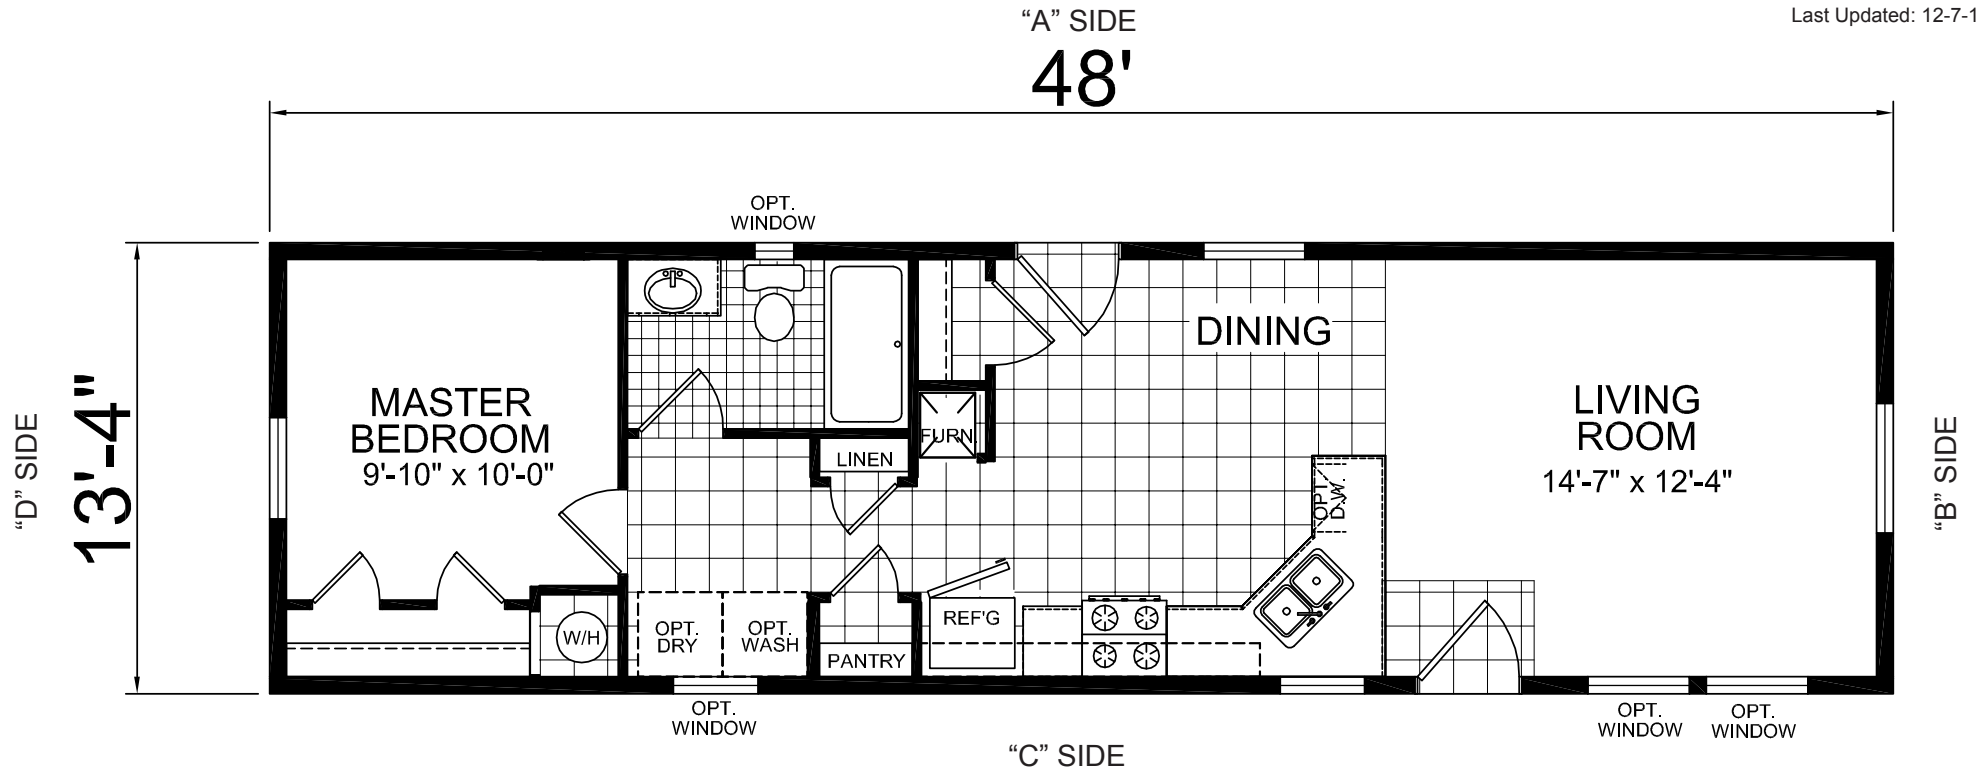 “A” SIDE
Last Updated: 12-7-1
48'
OPT.
WINDOW
13'-4"
“D” SIDE
“B” SIDE
MASTER
BEDROOM
9'-10" x 10'-0"
DINING
LIVING
ROOM
14'-7" x 12'-4"
FURN.
LINEN
OPT.
D.W.
W/H
OPT.
DRY
OPT.
WASH
PANTRY
REF'G
OPT.
WINDOW
OPT.
WINDOW
OPT.
WINDOW
“C” SIDE